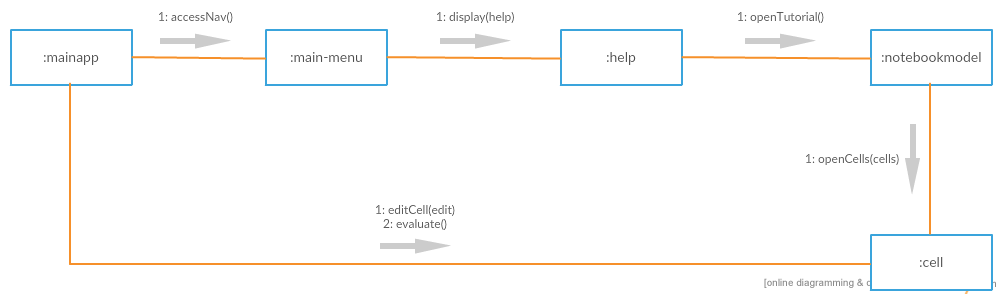 1: accessNav()
1: display(help)
1: openTutorial()
:mainapp
:main-menu
:help
:notebookmodel
1: openCells(cells)
1: editCell(edit)
2: evaluate()
:cell
[online diagramming &